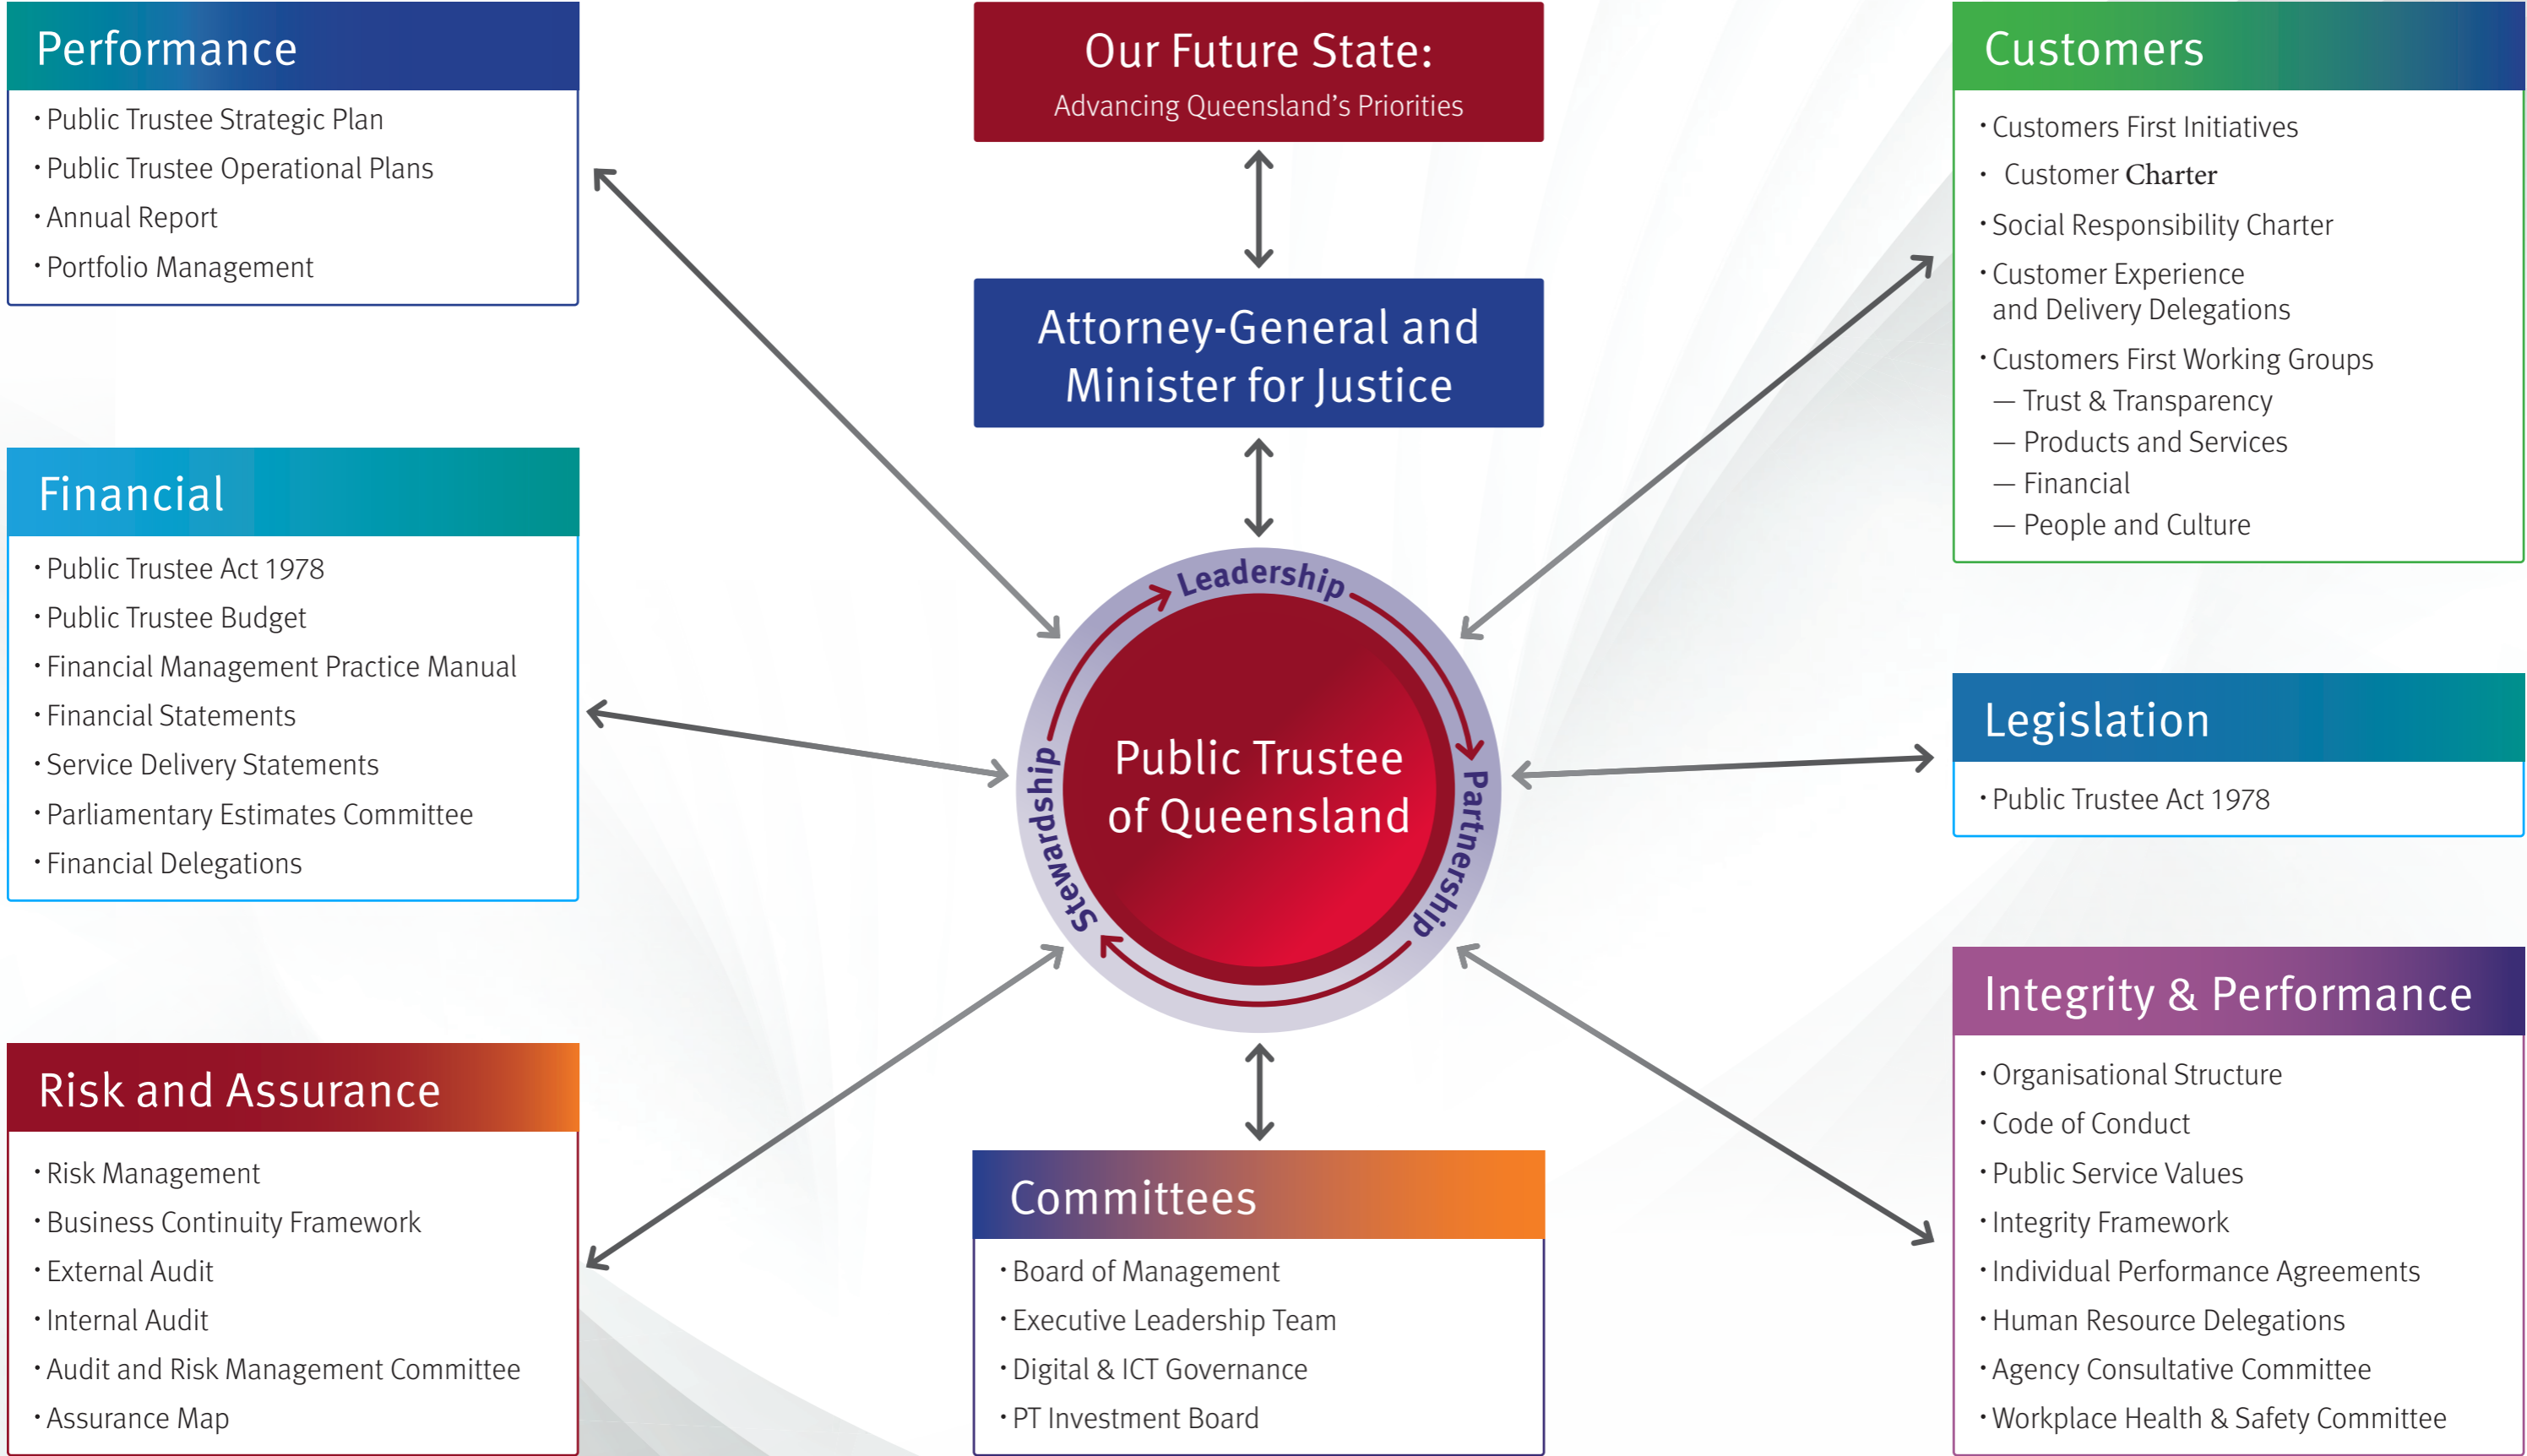 Performance
• Public Trustee Strategic Plan
• Public Trustee Operational Plans
• Annual Report
• Portfolio Management
Financial
• Public Trustee Act 1978
• Public Trustee Budget
• Financial Management Practice Manual
• Financial Statements
• Service Delivery Statements
• Parliamentary Estimates Committee
• Financial Delegations
Risk and Assurance
• Risk Management
• Business Continuity Framework
• External Audit
• Internal Audit
• Audit and Risk Management Committee
• Assurance Map
Our Future State:
Advancing Queensland's Priorities
Attorney-General and
Minister for Justice
Leadership
Partnership
Stewardship
Public Trustee
of Queensland
Committees
• Board of Management
• Executive Leadership Team
• Digital & ICT Governance
• PT Investment Board
Customers
• Customers First Initiatives
• Customer Charter
• Social Responsibility Charter
• Customer Experience
and Delivery Delegations
• Customers First Working Groups
— Trust & Transparency
— Products and Services
— Financial
— People and Culture
Legislation
• Public Trustee Act 1978
Integrity & Performance
• Organisational Structure
• Code of Conduct
• Public Service Values
• Integrity Framework
• Individual Performance Agreements
• Human Resource Delegations
• Agency Consultative Committee
• Workplace Health & Safety Committee